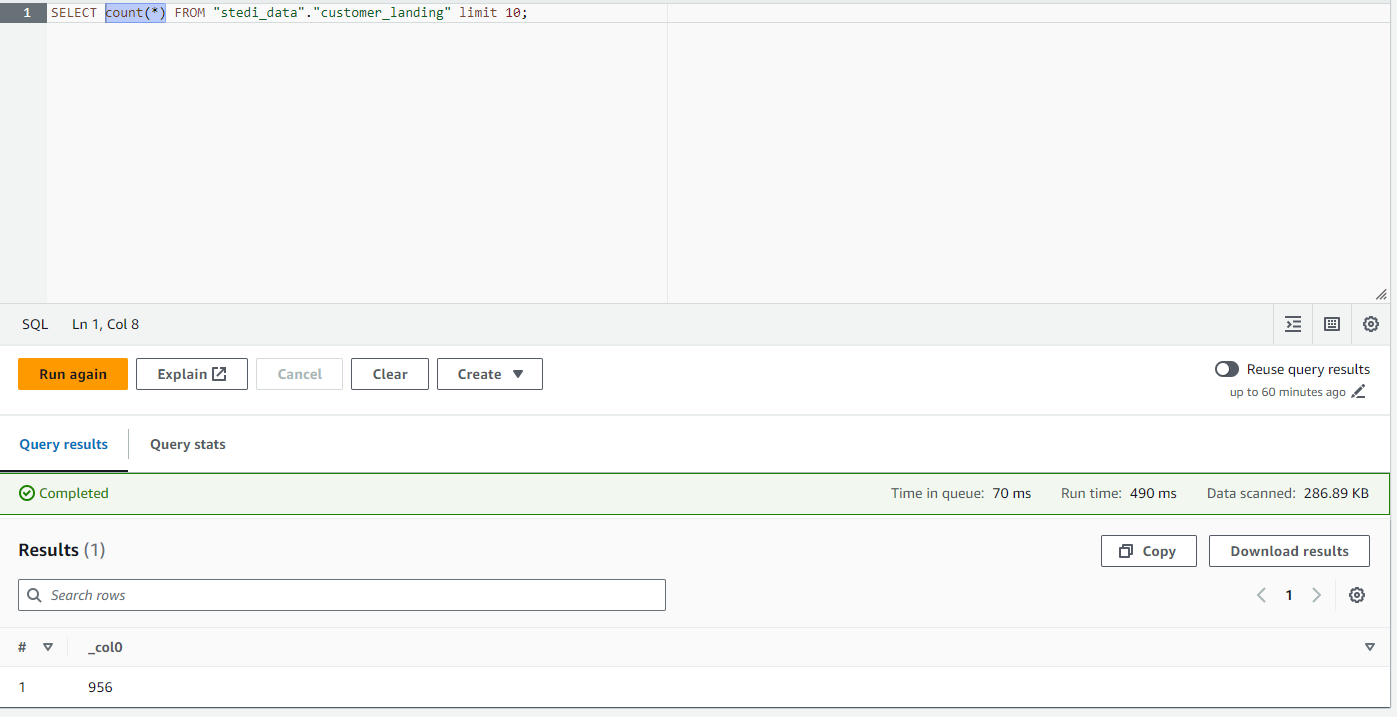 1 SELECT count(*) FROM "stedi_data"."customer_landing" limit 10;
SQL Ln 1, Col 8
Run again Explain Cancel Clear Create Reuse query results
up to 60 minutes ago
Query results Query stats
Completed Time in queue: 70 ms Run time: 490 ms Data scanned: 286.89 KB
Results (1) Copy Download results
Search rows 1
# _col0
1 956